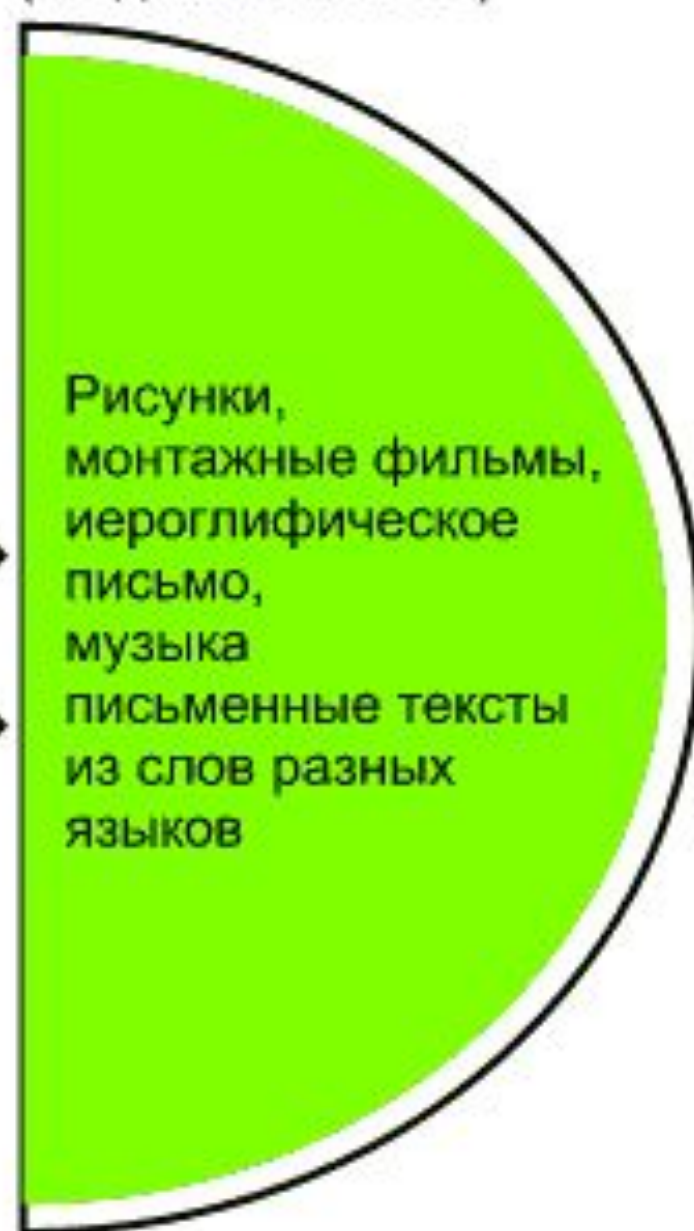 Рисунки,
монтажные фильмы,
иероглифическое
письмо,
музыка
письменные тексты
из слов разных
языков